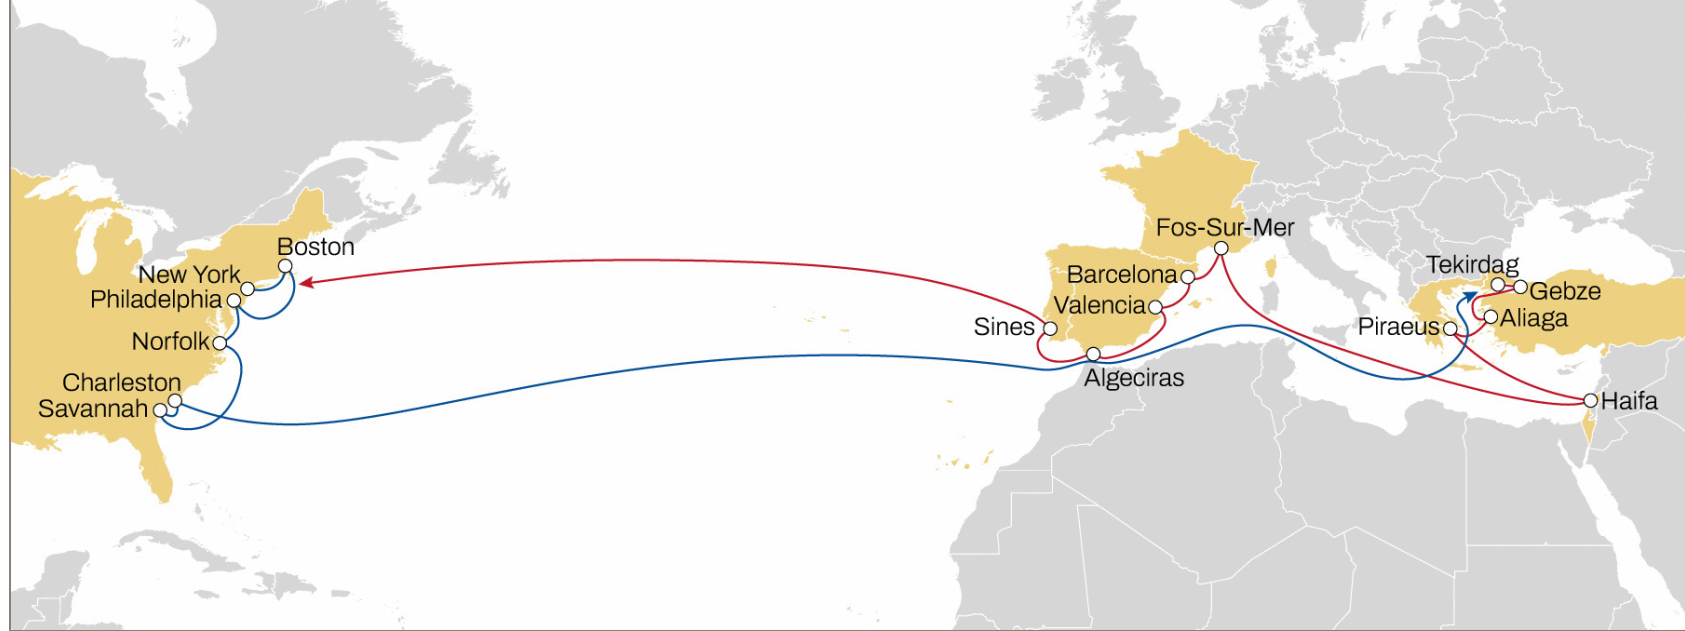 Boston
New York
Philadelphia
Norfolk
Charleston
Savannah
Fos-Sur-Mer
Barcelona
Valencia
Sines
Algeciras
Tekirdag
Gebze
Aliaga
Piraeus
Haifa